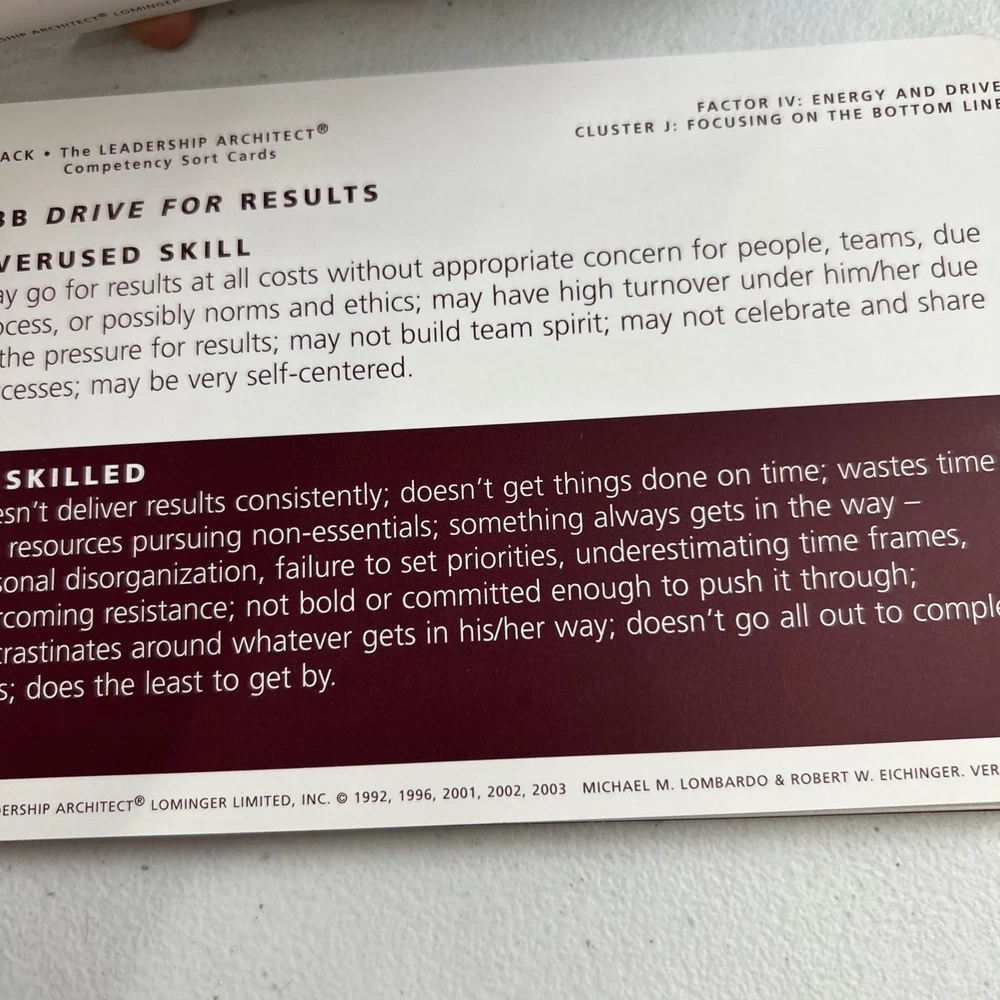 SHIP ARCHITECT® LOMINGER
FACTOR IV: ENERGY AND DRIVE
CLUSTER J: FOCUSING ON THE BOTTOM LINE
ACK • The LEADERSHIP ARCHITECT®
Competency Sort Cards
BB DRIVE FOR RESULTS
VERUSED SKILL
ay go for results at all costs without appropriate concern for people, teams, due
ocess, or possibly norms and ethics; may have high turnover under him/her due
the pressure for results; may not build team spirit; may not celebrate and share
ccesses; may be very self-centered.
SKILLED
esn't deliver results consistently; doesn't get things done on time; wastes time
resources pursuing non-essentials; something always gets in the way –
sonal disorganization, failure to set priorities, underestimating time frames,
rcoming resistance; not bold or committed enough to push it through;
crastinates around whatever gets in his/her way; doesn't go all out to comple
s; does the least to get by.
DERSHIP ARCHITECT® LOMINGER LIMITED, INC. © 1992, 1996, 2001, 2002, 2003 MICHAEL M. LOMBARDO & ROBERT W. EICHINGER. VER